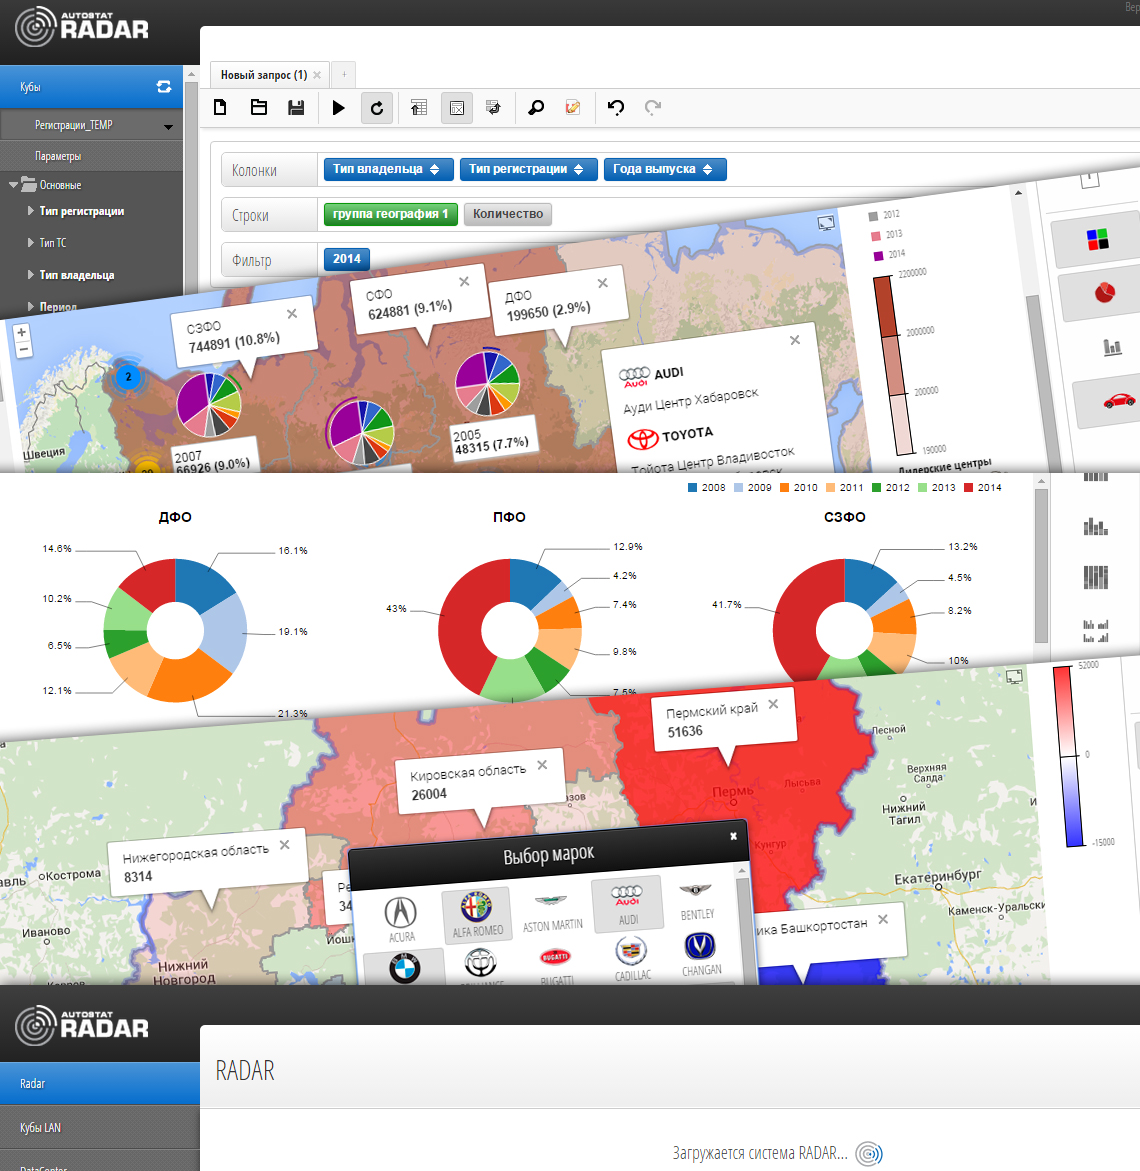 AUTOSTAT
RADAR
Вер
Кубы
Новый запрос (1)
Регистрации_TEMP
Параметры
Основные
Тип регистрации
Тип ТС
Тип владельца
Период
Колонки
Тип владельца
Тип регистрации
Года выпуска
Строки
группа география 1
Количество
Фильтр
2014
СЗФО
744891 (10.8%)
СФО
624881 (9.1%)
ДФО
199650 (2.9%)
2012
2013
2014
2200000
2000000
200000
190000
2
Швеция
2007
66926 (9.0%)
2005
48315 (7.7%)
AUDI
Ауди Центр Хабаровск
TOYOTA
Тойота Центр Владивосток
Дилерские центры
2008
2009
2010
2011
2012
2013
2014
ДФО
14.6%
16.1%
10.2%
19.1%
6.5%
12.1%
21.3%
ПФО
12.9%
4.2%
7.4%
43%
9.8%
7.5%
СЗФО
13.2%
4.5%
41.7%
8.2%
10%
Пермский край
51636
Кировская область
26004
Нижегородская область
8314
52000
0
-15000
Лесной
Верхняя
Салда
Нижний
Тагил
Пермь
Лысьва
Кунгур
Екатеринбург
Каменск-Уральски
Кострома
Иваново
Нижний
Новгород
ика Башкортостан
Выбор марок
ACURA
ALFA ROMEO
ASTON MARTIN
AUDI
BENTLEY
BUGATTI
CADILLAC
CHANGAN
AUTOSTAT
RADAR
Radar
RADAR
Кубы LAN
DataCenter
Загружается система RADAR...